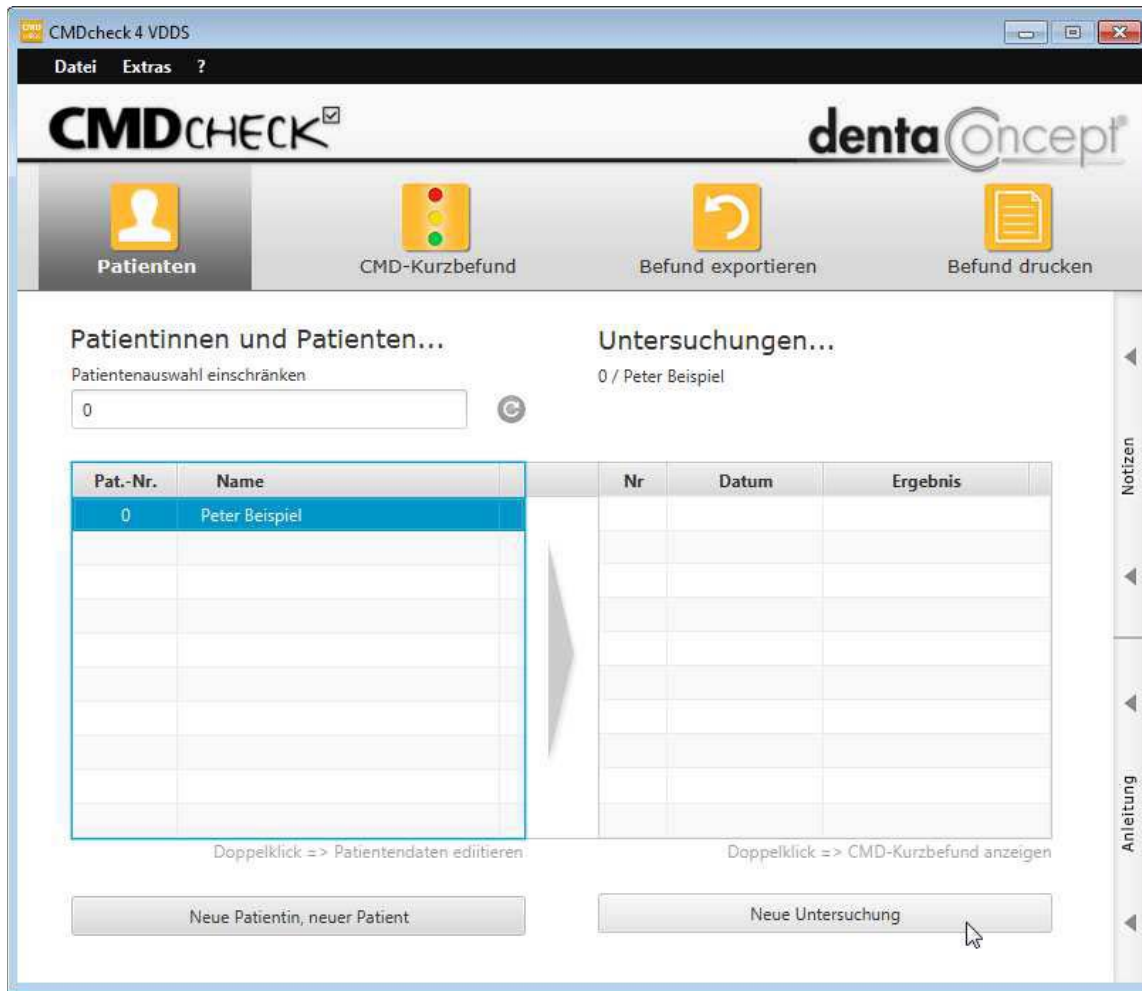 CMDcheck 4 VDDS
Datei Extras ?
CMDCHECK
dentaConcept®
Patienten
CMD-Kurzbefund
Befund exportieren
Befund drucken
Patientinnen und Patienten...
Untersuchungen...
Patientenauswahl einschränken
0 / Peter Beispiel
0
Pat.-Nr. Name
Nr Datum Ergebnis
0 Peter Beispiel
Doppelklick => Patientendaten ediitieren
Doppelklick => CMD-Kurzbefund anzeigen
Neue Patientin, neuer Patient
Neue Untersuchung
Notizen
Anleitung